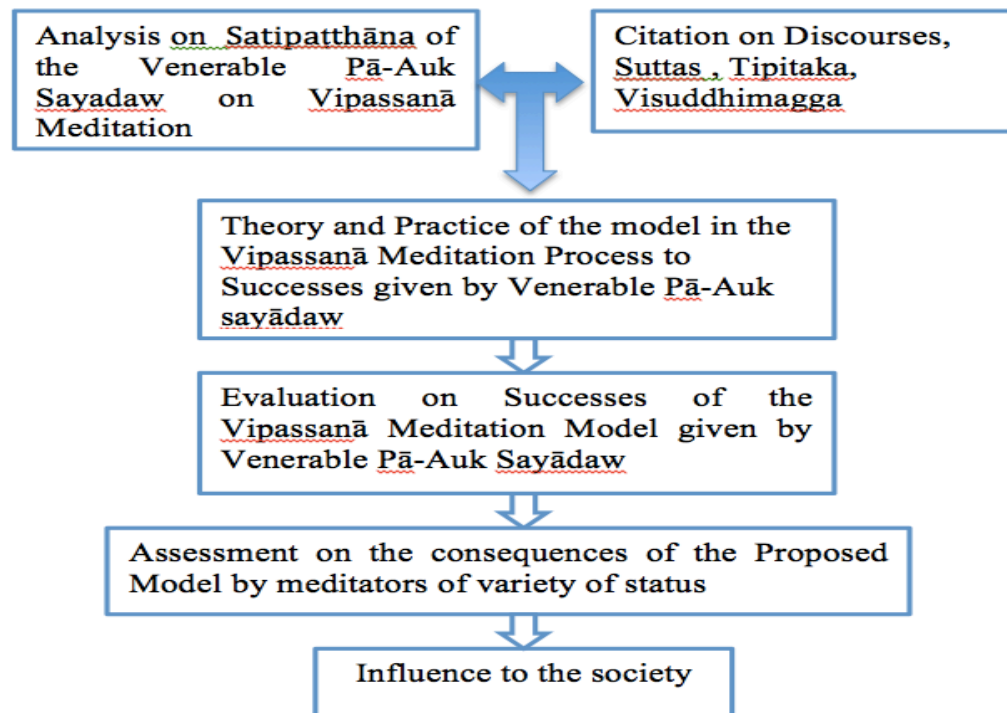 Analysis on Satipaṭṭhāna of
the Venerable Pā-Auk
Sayadaw on Vipassanā
Meditation
Citation on Discourses,
Suttas , Tipitaka,
Visuddhimagga
Theory and Practice of the model in the
Vipassanā Meditation Process to
Successes given by Venerable Pā-Auk
sayādaw
Evaluation on Successes of the
Vipassanā Meditation Model given by
Venerable Pā-Auk Sayādaw
Assessment on the consequences of the Proposed
Model by meditators of variety of status
Influence to the society